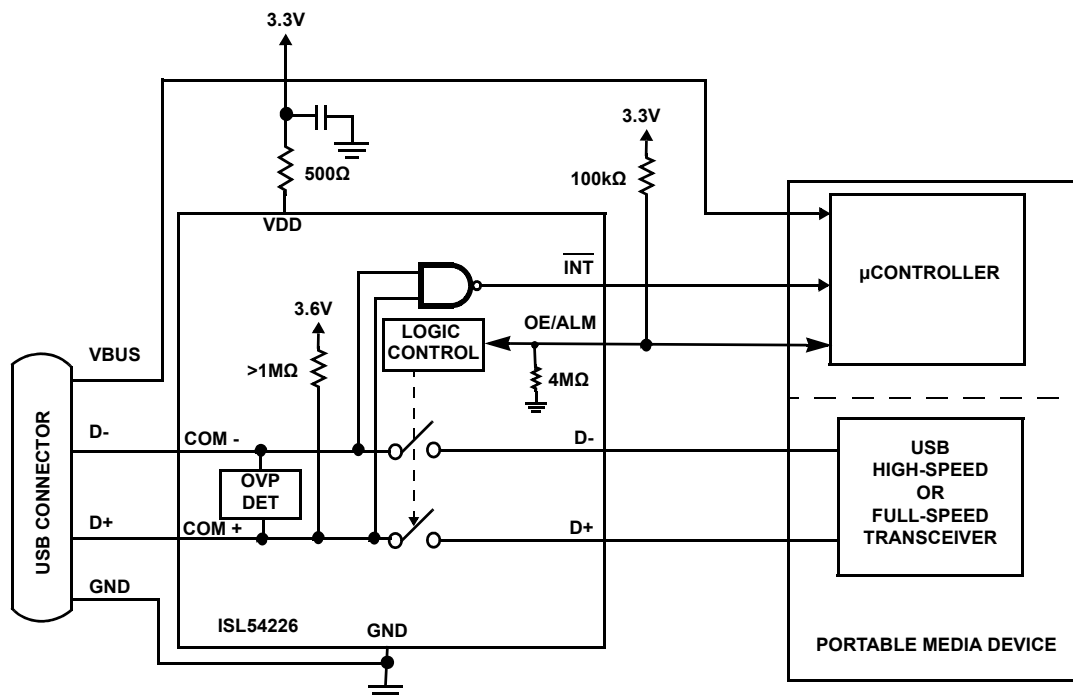 3.3V
500Ω
VDD
3.3V
100kΩ
INT
µCONTROLLER
3.6V
LOGIC
CONTROL
OE/ALM
>1MΩ
4MΩ
VBUS
USB CONNECTOR
D-
COM -
D-
OVP
DET
USB
HIGH-SPEED
OR
FULL-SPEED
TRANSCEIVER
D+
COM +
D+
GND
ISL54226
GND
PORTABLE MEDIA DEVICE